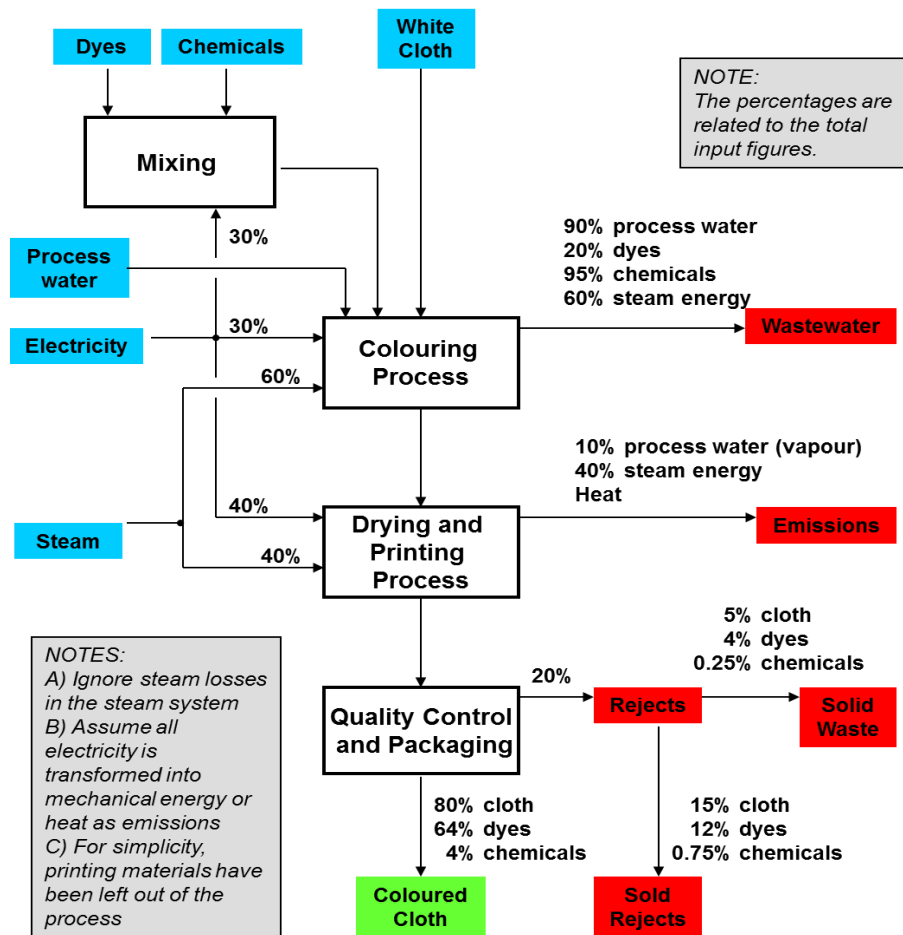 Dyes
Chemicals
White
Cloth
NOTE:
The percentages are
related to the total
input figures.
Mixing
30%
Process
water
90% process water
20% dyes
95% chemicals
60% steam energy
Electricity
30%
Colouring
Process
Wastewater
60%
10% process water (vapour)
40% steam energy
Heat
Steam
40%
40%
Drying and
Printing
Process
Emissions
5% cloth
4% dyes
0.25% chemicals
NOTES:
A) Ignore steam losses
in the steam system
B) Assume all
electricity is
transformed into
mechanical energy or
heat as emissions
C) For simplicity,
printing materials have
been left out of the
process
Quality Control
and Packaging
20%
Rejects
Solid
Waste
80% cloth
64% dyes
4% chemicals
15% cloth
12% dyes
0.75% chemicals
Coloured
Cloth
Sold
Rejects